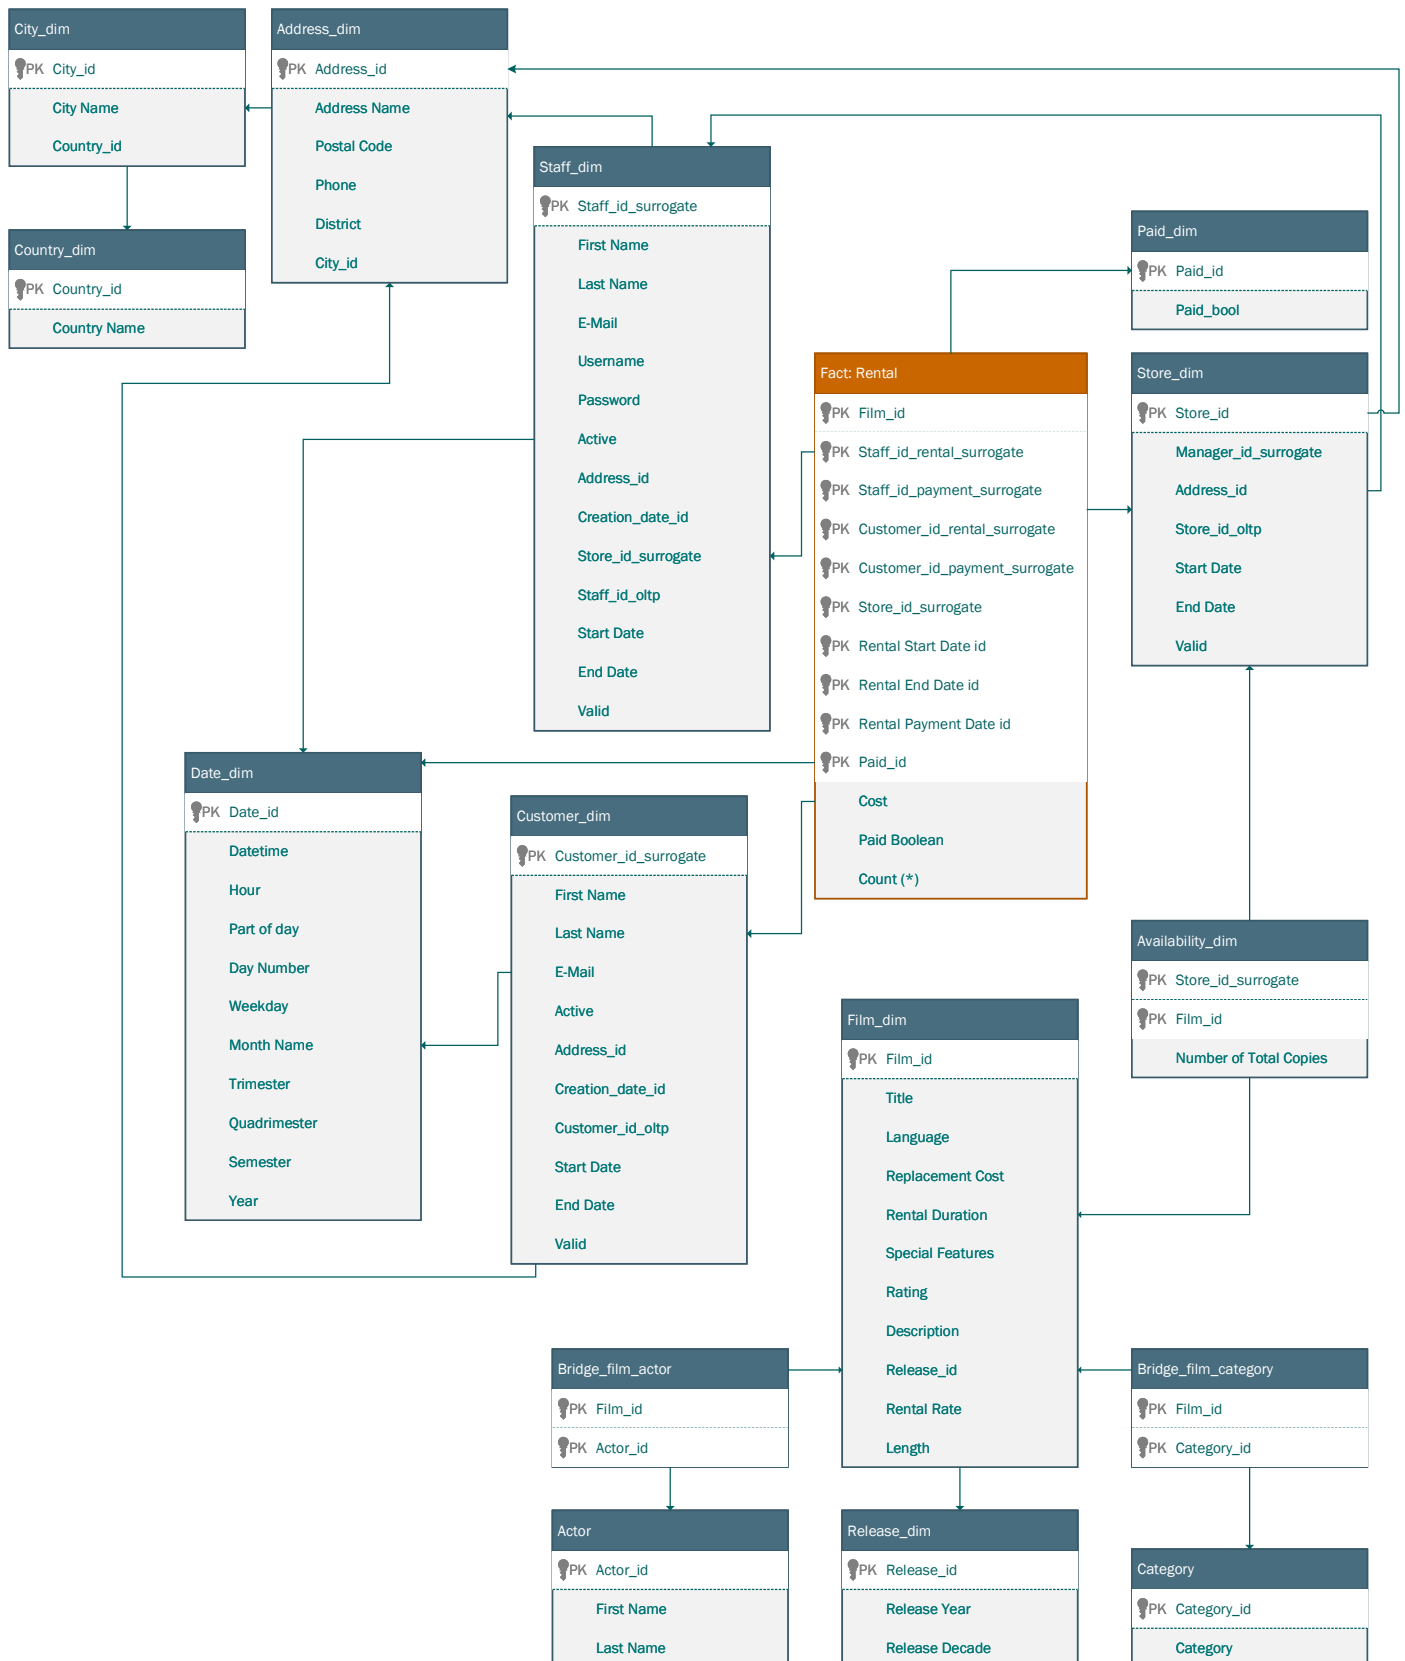 City_dim
PK City_id
City Name
Country_id
Address_dim
PK Address_id
Address Name
Postal Code
Phone
District
City_id
Country_dim
PK Country_id
Country Name
Staff_dim
PK Staff_id_surrogate
First Name
Last Name
E-Mail
Username
Password
Active
Address_id
Creation_date_id
Store_id_surrogate
Staff_id_oltp
Start Date
End Date
Valid
Paid_dim
PK Paid_id
Paid_bool
Fact: Rental
PK Film_id
PK Staff_id_rental_surrogate
PK Staff_id_payment_surrogate
PK Customer_id_rental_surrogate
PK Customer_id_payment_surrogate
PK Store_id_surrogate
PK Rental Start Date id
PK Rental End Date id
PK Rental Payment Date id
PK Paid_id
Cost
Paid Boolean
Count (*)
Store_dim
PK Store_id
Manager_id_surrogate
Address_id
Store_id_oltp
Start Date
End Date
Valid
Date_dim
PK Date_id
Datetime
Hour
Part of day
Day Number
Weekday
Month Name
Trimester
Quadrimester
Semester
Year
Customer_dim
PK Customer_id_surrogate
First Name
Last Name
E-Mail
Active
Address_id
Creation_date_id
Customer_id_oltp
Start Date
End Date
Valid
Availability_dim
PK Store_id_surrogate
PK Film_id
Number of Total Copies
Film_dim
PK Film_id
Title
Language
Replacement Cost
Rental Duration
Special Features
Rating
Description
Release_id
Rental Rate
Length
Bridge_film_actor
PK Film_id
PK Actor_id
Bridge_film_category
PK Film_id
PK Category_id
Actor
PK Actor_id
First Name
Last Name
Release_dim
PK Release_id
Release Year
Release Decade
Category
PK Category_id
Category